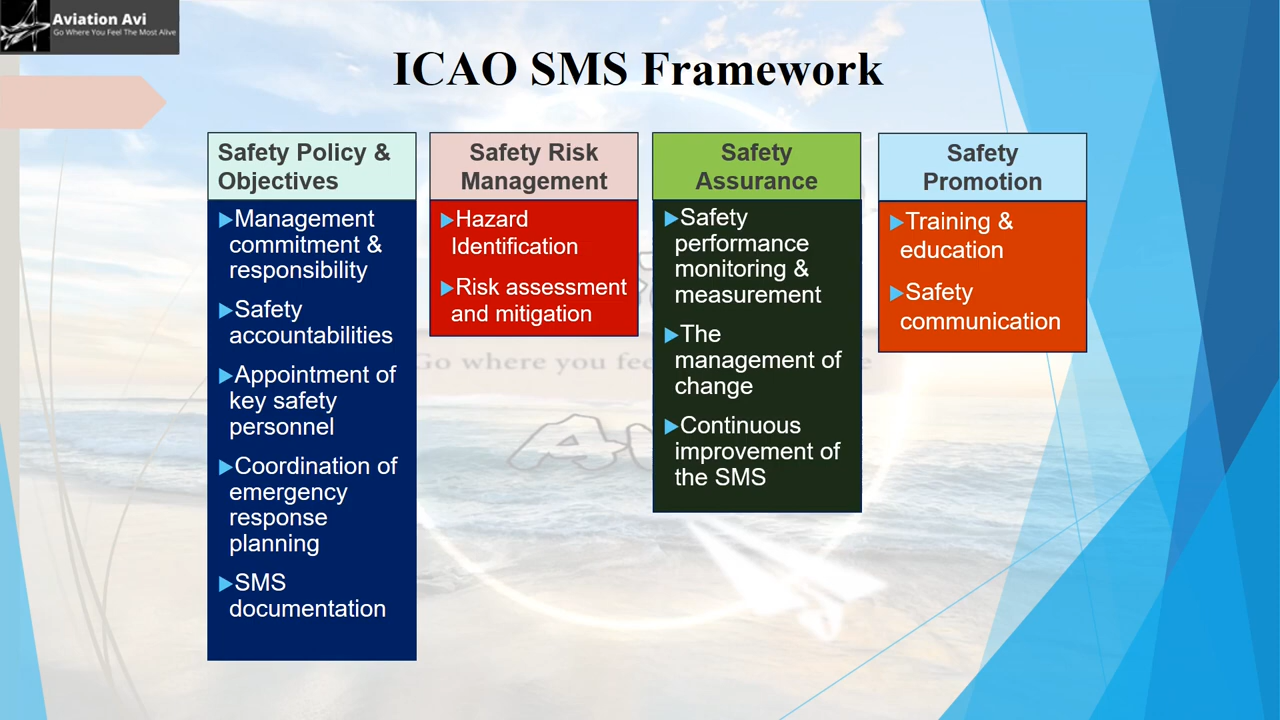 Aviation Avi
Go Where You Feel The Most Alive
ICAO SMS Framework
Safety Policy &
Objectives
▶Management
commitment &
responsibility
▶Safety
accountabilities
▶Appointment of
key safety
personnel
▶Coordination of
emergency
response
planning
▶SMS
documentation
Safety Risk
Management
▶Hazard
Identification
▶Risk assessment
and mitigation
Safety
Assurance
▶Safety
performance
monitoring &
measurement
▶The
management of
change
▶Continuous
improvement of
the SMS
Safety
Promotion
▶Training &
education
▶Safety
communication
Go where you